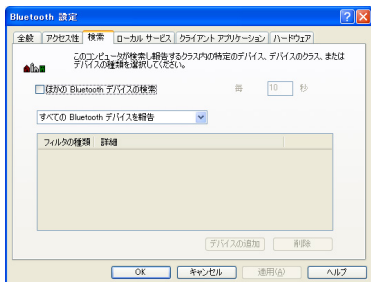 Bluetooth 設定
全般 アクセス性 検索 ローカル サービス クライアント アプリケーション ハードウェア
このコンピュータが検索し報告するクラス内の特定のデバイス、デバイスのクラス、または
デバイスの種類を選択してください。
ほかの Bluetooth デバイスの検索 毎 10 秒
すべての Bluetooth デバイスを報告
フィルタの種類 詳細
デバイスの追加 削除
OK キャンセル 適用(A) ヘルプ